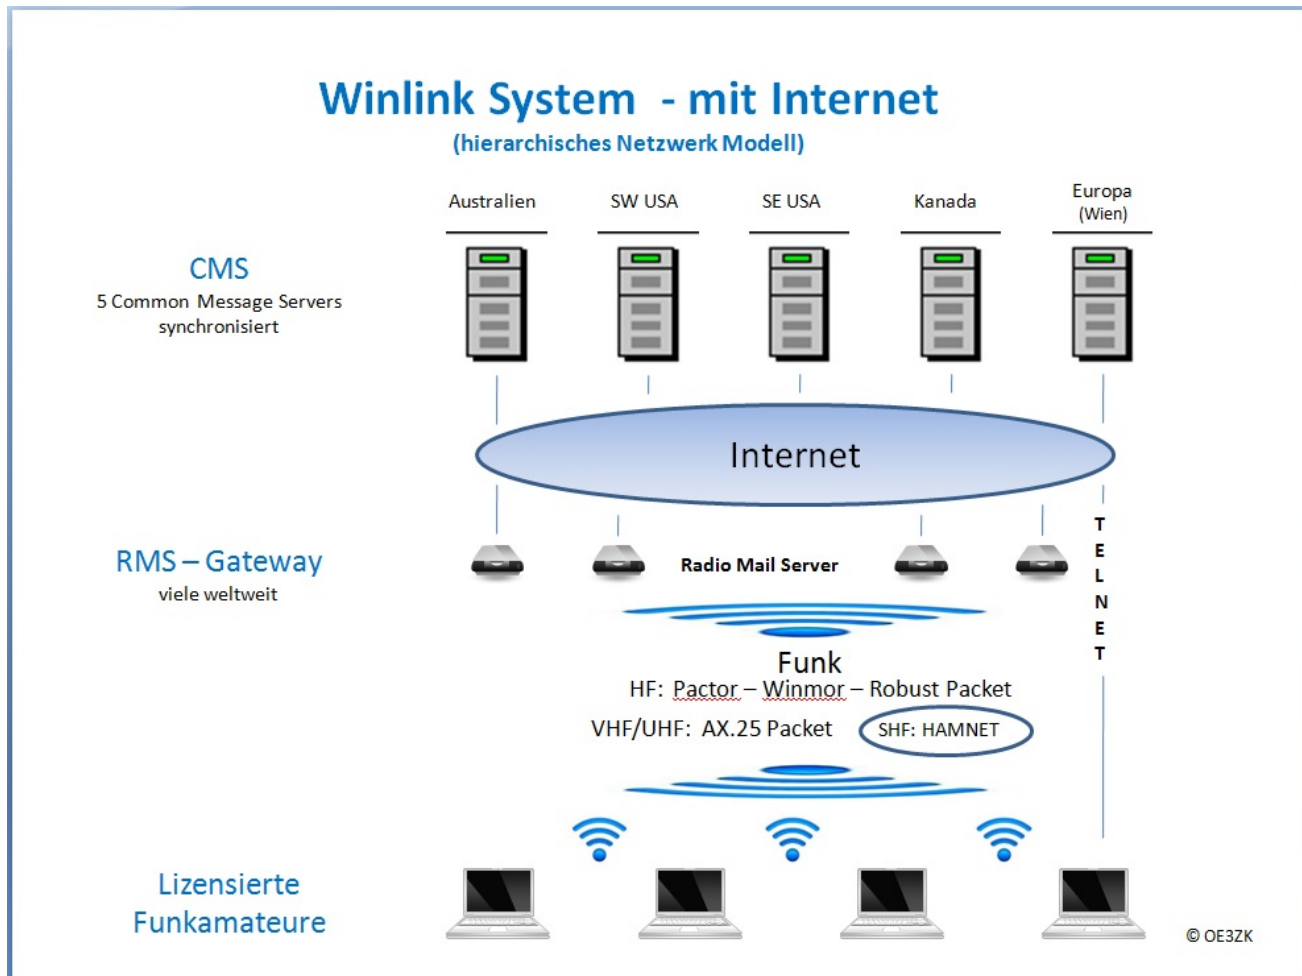 Winlink System - mit Internet
(hierarchisches Netzwerk Modell)
Australien
SW USA
SE USA
Kanada
Europa
(Wien)
CMS
5 Common Message Servers
synchronisiert
Internet
RMS – Gateway
viele weltweit
Radio Mail Server
TELNET
Funk
HF: Pactor – Winmor – Robust Packet
VHF/UHF: AX.25 Packet
SHF: HAMNET
Lizensierte
Funkamateure
© OE3ZK